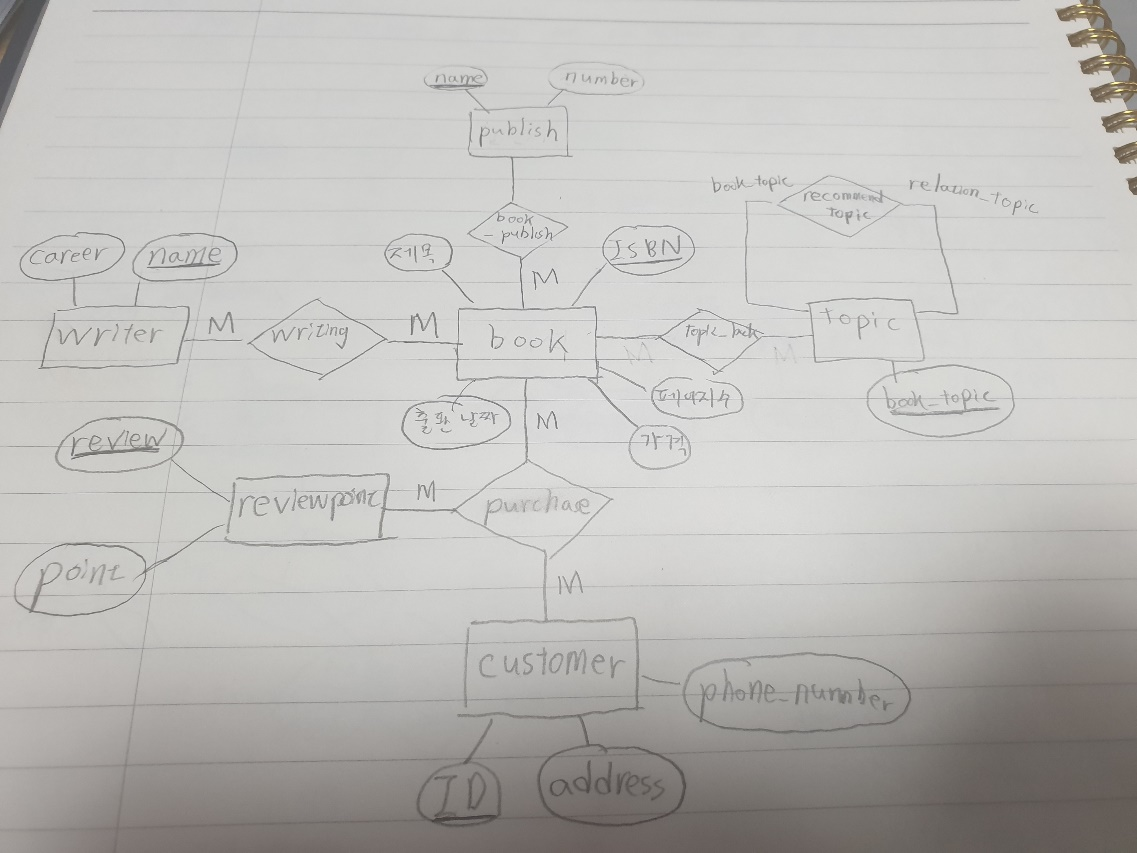 name
number
publish
book
-publish
book_topic
recommend
topic
relation_topic
career
name
제목
ISBN
M
writer
M
writing
M
book
M
topic_book
M
topic
출판 날짜
M
페이지수
가격
book_topic
review
reviewpoint
M
purchase
point
M
customer
phone_number
ID
address